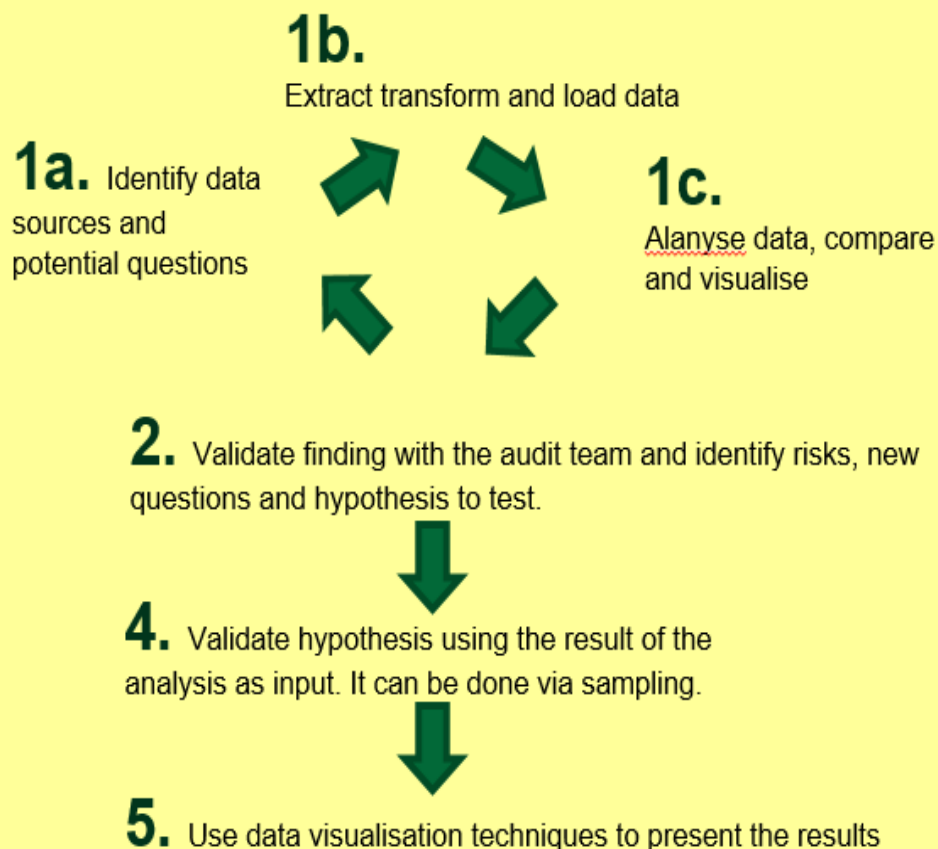 1b.
Extract transform and load data
1a. Identify data
sources and
potential questions
1c.
Alanyse data, compare
and visualise
2. Validate finding with the audit team and identify risks, new
questions and hypothesis to test.
4. Validate hypothesis using the result of the
analysis as input. It can be done via sampling.
5. Use data visualisation techniques to present the results